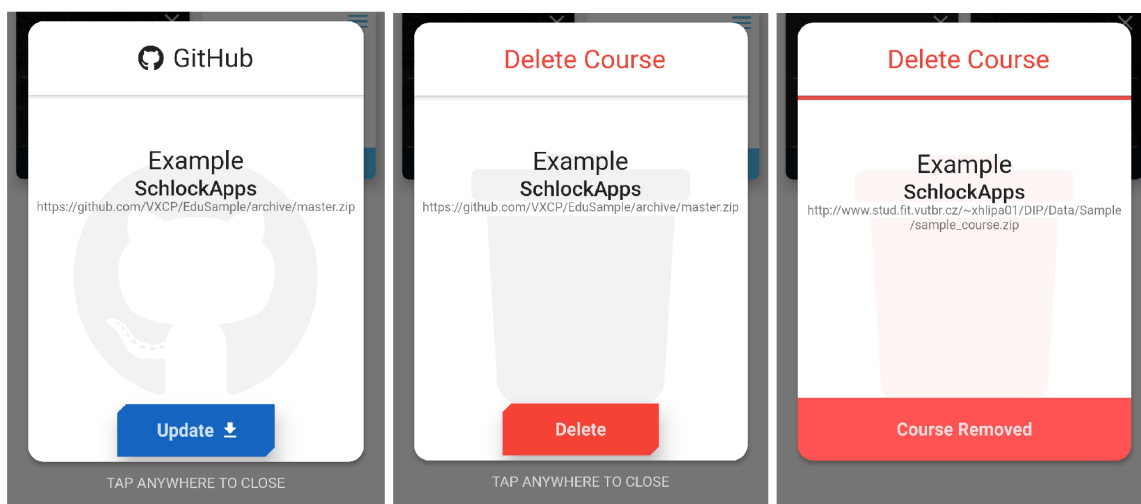 GitHub
Example
SchlockApps
https://github.com/VXCP/EduSample/archive/master.zip
Update
TAP ANYWHERE TO CLOSE
Delete Course
Example
SchlockApps
https://github.com/VXCP/EduSample/archive/master.zip
Delete
TAP ANYWHERE TO CLOSE
Delete Course
Example
SchlockApps
http://www.stud.fit.vutbr.cz/~xhlipa01/DIP/Data/Sample
/sample_course.zip
Course Removed